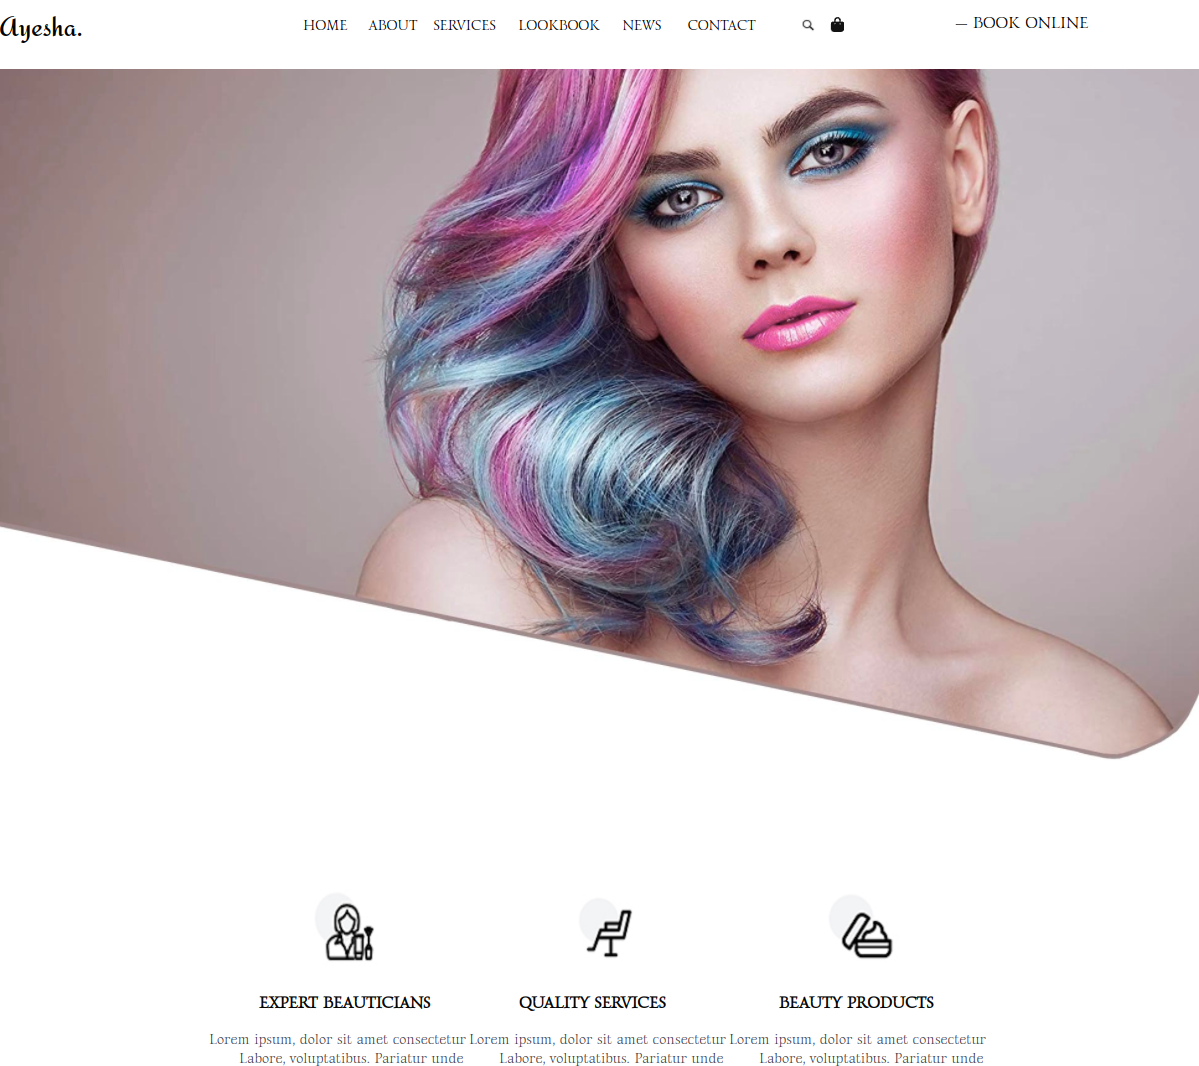 Ayesha.
HOME ABOUT SERVICES LOOKBOOK NEWS CONTACT
— BOOK ONLINE
EXPERT BEAUTICIANS
Lorem ipsum, dolor sit amet consectetur
Labore, voluptatibus. Pariatur unde
QUALITY SERVICES
Lorem ipsum, dolor sit amet consectetur
Labore, voluptatibus. Pariatur unde
BEAUTY PRODUCTS
Lorem ipsum, dolor sit amet consectetur
Labore, voluptatibus. Pariatur unde